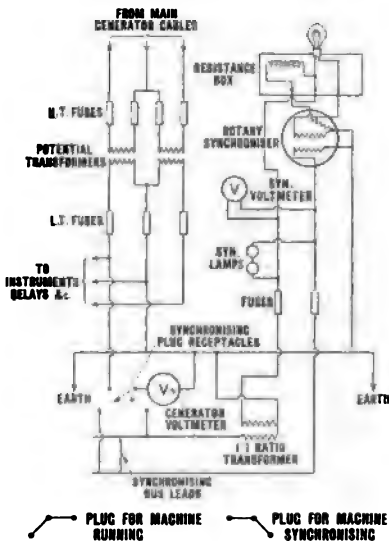 FROM MAIN
GENERATOR CABLES
RESISTANCE
BOX
H.T. FUSES
ROTARY
SYNCHRONISER
POTENTIAL
TRANSFORMERS
SYN.
VOLTMETER
V
L.T. FUSES
SYN.
LAMPS
TO
INSTRUMENTS
RELAYS &c.
FUSES
SYNCHRONISING
PLUG RECEPTACLES
EARTH
V
EARTH
GENERATOR
VOLTMETER
1:1 RATIO
TRANSFORMER
SYNCHRONISING
BUS LEADS
PLUG FOR MACHINE
RUNNING
PLUG FOR MACHINE
SYNCHRONISING